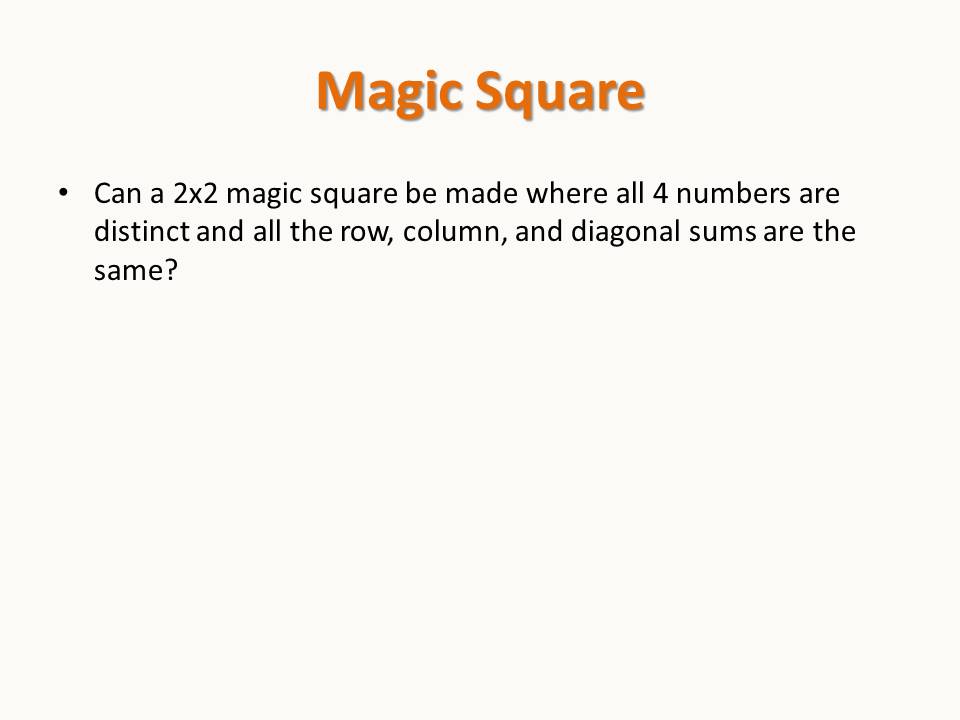 Magic Square
• Can a 2x2 magic square be made where all 4 numbers are
distinct and all the row, column, and diagonal sums are the
same?